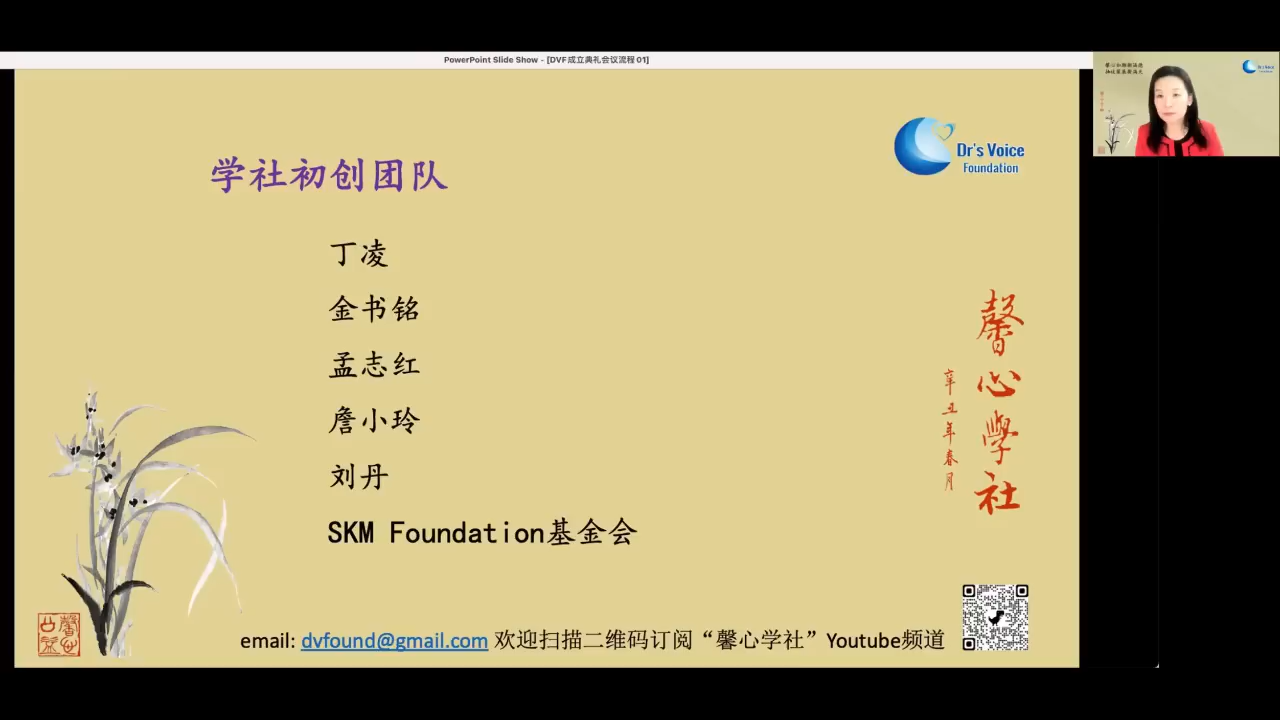 PowerPoint Slide Show - [DVF成立典礼会议流程 01]
Dr's Voice
Foundation
学社初创团队
丁凌
金书铭
孟志红
詹小玲
刘丹
SKM Foundation基金会
馨心學社
辛丑年春月
email: dvfound@gmail.com 欢迎扫描二维码订阅“馨心学社”Youtube频道